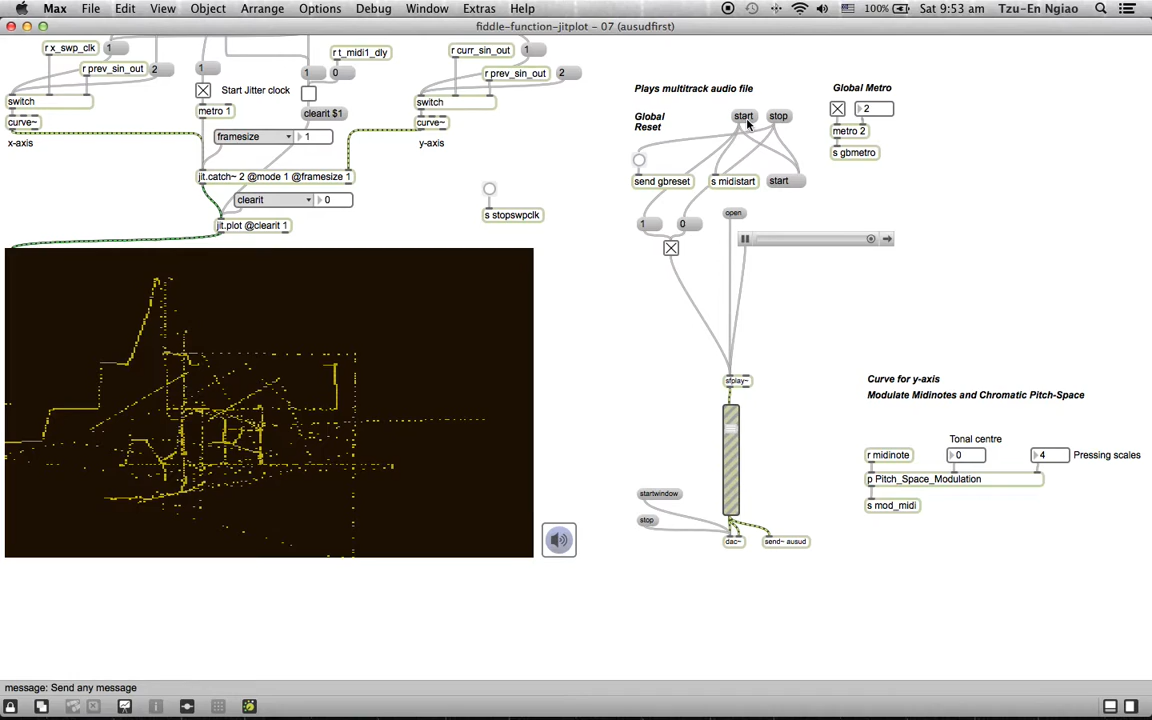 Max File Edit View Object Arrange Options Debug Window Extras Help 100% Sat 9:53 am Tzu-En Ngiao
fiddle-function-jitplot - 07 (ausudfirst)
r x_swp_clk 1
r prev_sin_out 2
switch
curve~
x-axis
1
Start Jitter clock
metro 1
framesize 1
r t_midi1_dly
1 0
clearit $1
r curr_sin_out 1
r prev_sin_out 2
switch
curve~
y-axis
jit.catch~ 2 @mode 1 @framesize 1
clearit 0
jit.plot @clearit 1
s stopswpclk
Plays multitrack audio file
Global
Reset
start stop
send gbreset s midistart start
1 0
open
sfplay~
startwindow
stop
dac~ send~ ausud
Global Metro
2
metro 2
s gbmetro
Curve for y-axis
Modulate Midinotes and Chromatic Pitch-Space
Tonal centre
r midinote 0 4 Pressing scales
p Pitch_Space_Modulation
s mod_midi
message: Send any message